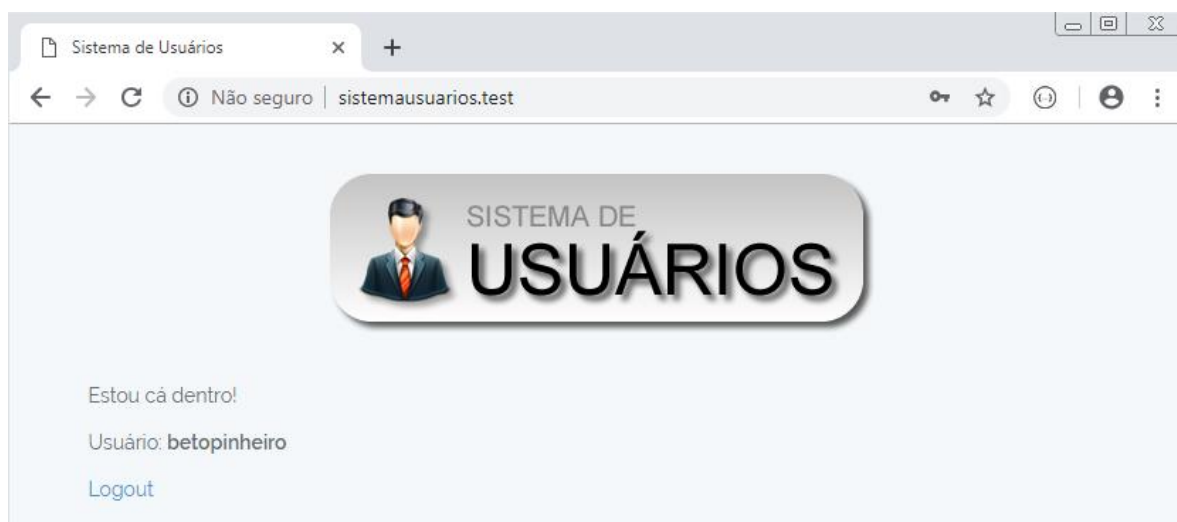 Sistema de Usuários
Não seguro | sistemausuarios.test
SISTEMA DE
USUÁRIOS
Estou cá dentro!
Usuário: betopinheiro
Logout